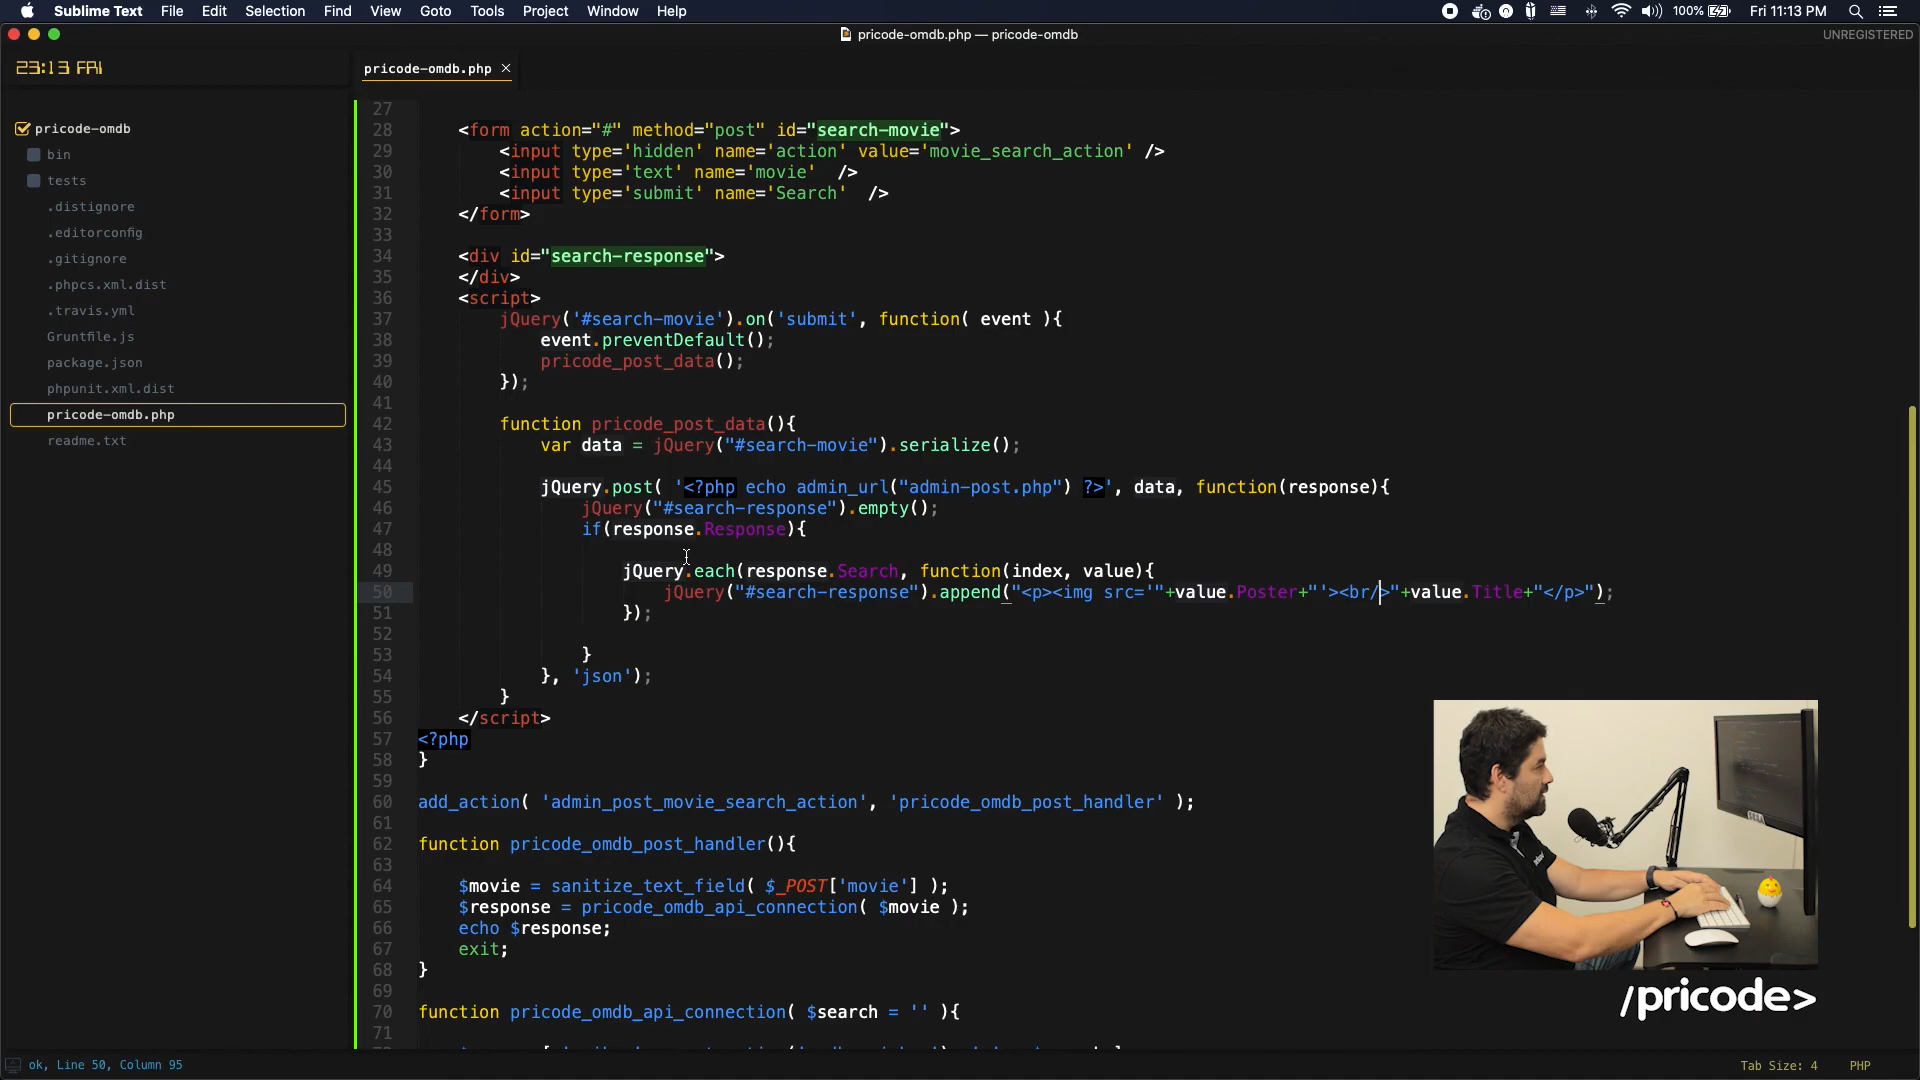 Sublime Text File Edit Selection Find View Goto Tools Project Window Help 100% Fri 11:13 PM
pricode-omdb.php — pricode-omdb UNREGISTERED
23:13 FRI
pricode-omdb.php ×
pricode-omdb
bin
tests
.distignore
.editorconfig
.gitignore
.phpcs.xml.dist
.travis.yml
Gruntfile.js
package.json
phpunit.xml.dist
pricode-omdb.php
readme.txt
27
28 <form action="#" method="post" id="search-movie">
29 <input type='hidden' name='action' value='movie_search_action' />
30 <input type='text' name='movie' />
31 <input type='submit' name='Search' />
32 </form>
33
34 <div id="search-response">
35 </div>
36 <script>
37 jQuery('#search-movie').on('submit', function( event ){
38 event.preventDefault();
39 pricode_post_data();
40 });
41
42 function pricode_post_data(){
43 var data = jQuery("#search-movie").serialize();
44
45 jQuery.post( '<?php echo admin_url("admin-post.php") ?>', data, function(response){
46 jQuery("#search-response").empty();
47 if(response.Response){
48
49 jQuery.each(response.Search, function(index, value){
50 jQuery("#search-response").append("<p><img src='"+value.Poster+"'><br/>"+value.Title+"</p>");
51 });
52
53 }
54 }, 'json');
55 }
56 </script>
57 <?php
58 }
59
60 add_action( 'admin_post_movie_search_action', 'pricode_omdb_post_handler' );
61
62 function pricode_omdb_post_handler(){
63
64 $movie = sanitize_text_field( $_POST['movie'] );
65 $response = pricode_omdb_api_connection( $movie );
66 echo $response;
67 exit;
68 }
69
70 function pricode_omdb_api_connection( $search = '' ){
71
/pricode>
ok, Line 50, Column 95 Tab Size: 4 PHP